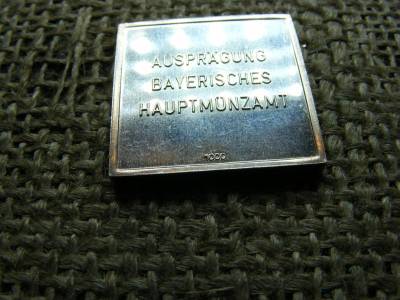 AUSPRÄGUNG
BAYERISCHES
HAUPTMÜNZAMT
1000